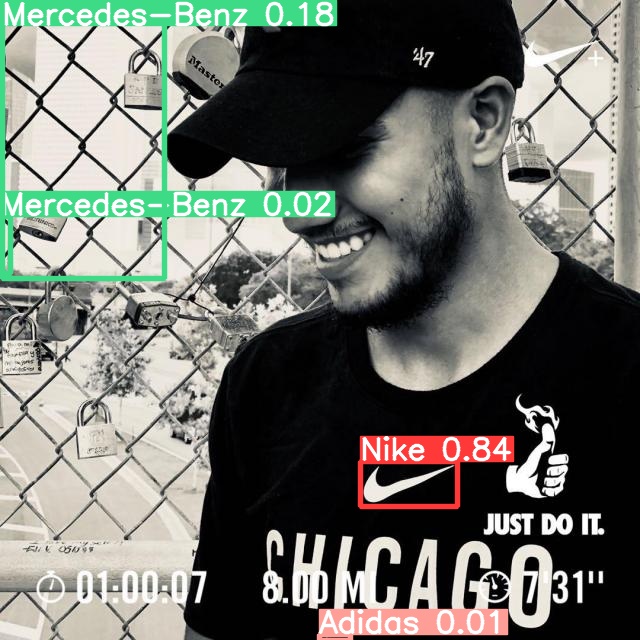 Mercedes-Benz 0.18
'47
+
Master
Mercedes-Benz 0.02
Nike 0.84
JUST DO IT.
CHICAGO
01:00:07
8.00 MI
7'31''
Adidas 0.01